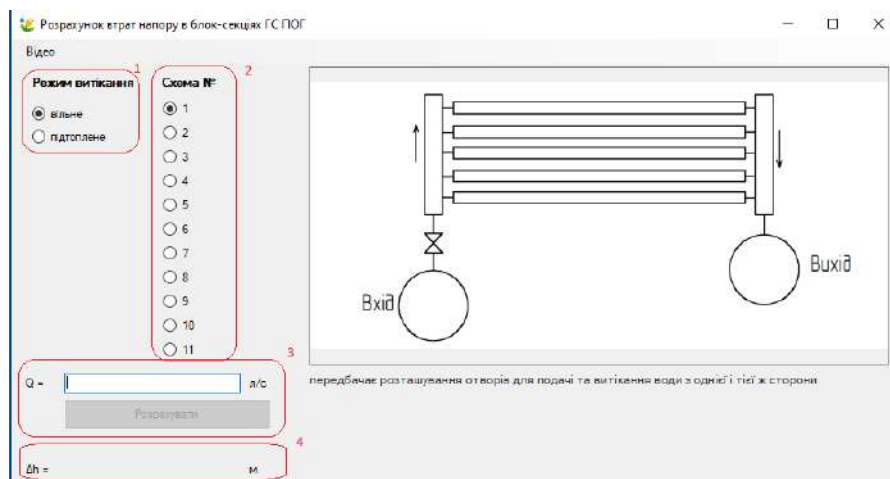 Розрахунок втрат напору в блок-секціях ГС ПОГ
Відео
1
2
Режим витікання
Схема №
вільне
підтоплене
1
2
3
4
5
6
7
8
9
10
11
Вхід
Вихід
3
Q =
л/с
Розрахувати
передбачає розташування отворів для подачі та витікання води з однієї і тієї ж сторони
4
Δh =
м